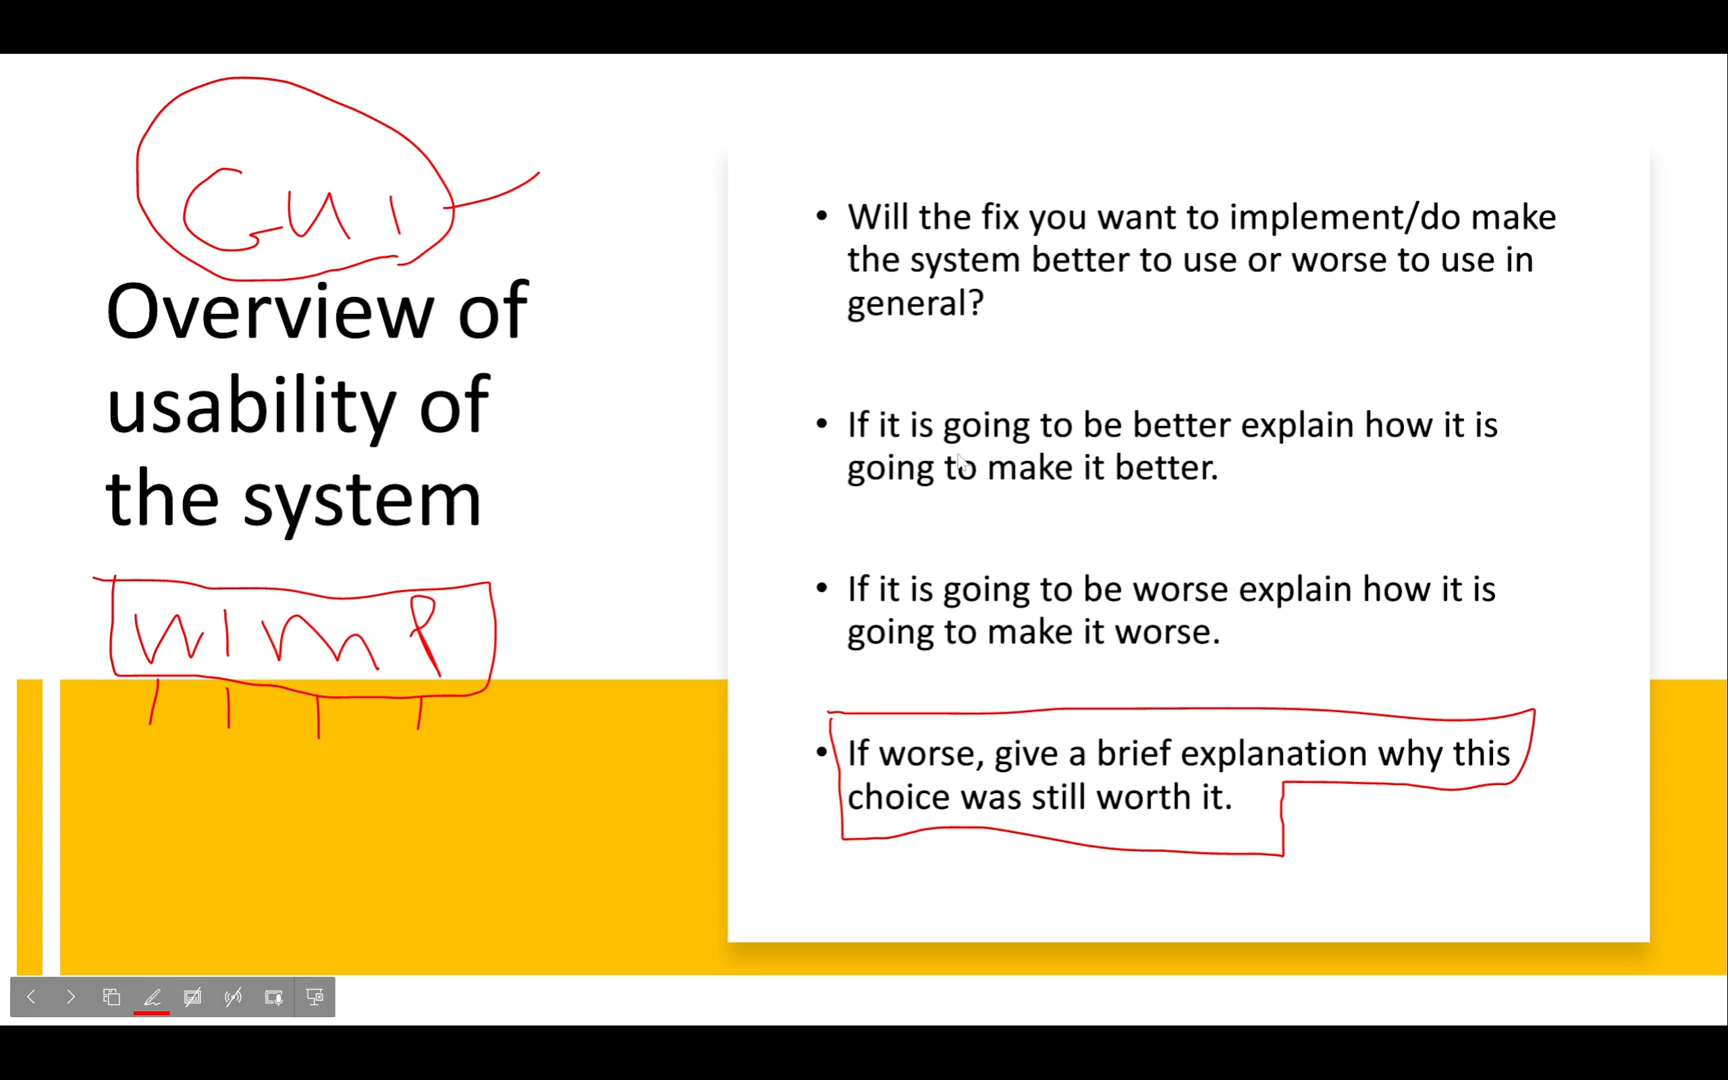 GUI
Overview of
usability of
the system
WIMP
• Will the fix you want to implement/do make
the system better to use or worse to use in
general?
• If it is going to be better explain how it is
going to make it better.
• If it is going to be worse explain how it is
going to make it worse.
• If worse, give a brief explanation why this
choice was still worth it.